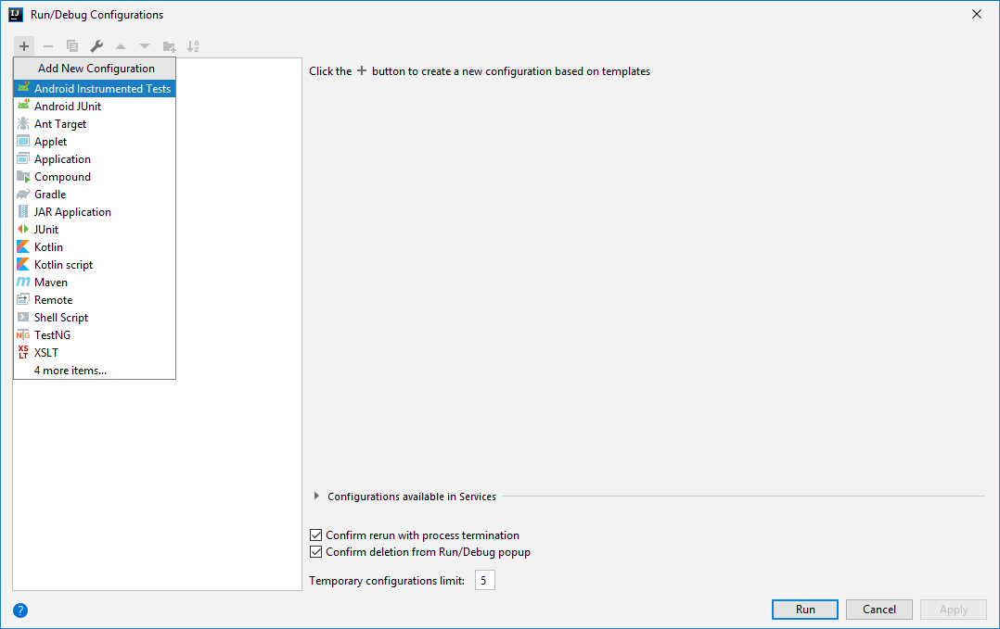 Run/Debug Configurations
Add New Configuration
Android Instrumented Tests
Android JUnit
Ant Target
Applet
Application
Compound
Gradle
JAR Application
JUnit
Kotlin
Kotlin script
Maven
Remote
Shell Script
TestNG
XSLT
4 more items...
Click the + button to create a new configuration based on templates
Configurations available in Services
Confirm rerun with process termination
Confirm deletion from Run/Debug popup
Temporary configurations limit: 5
? Run Cancel Apply